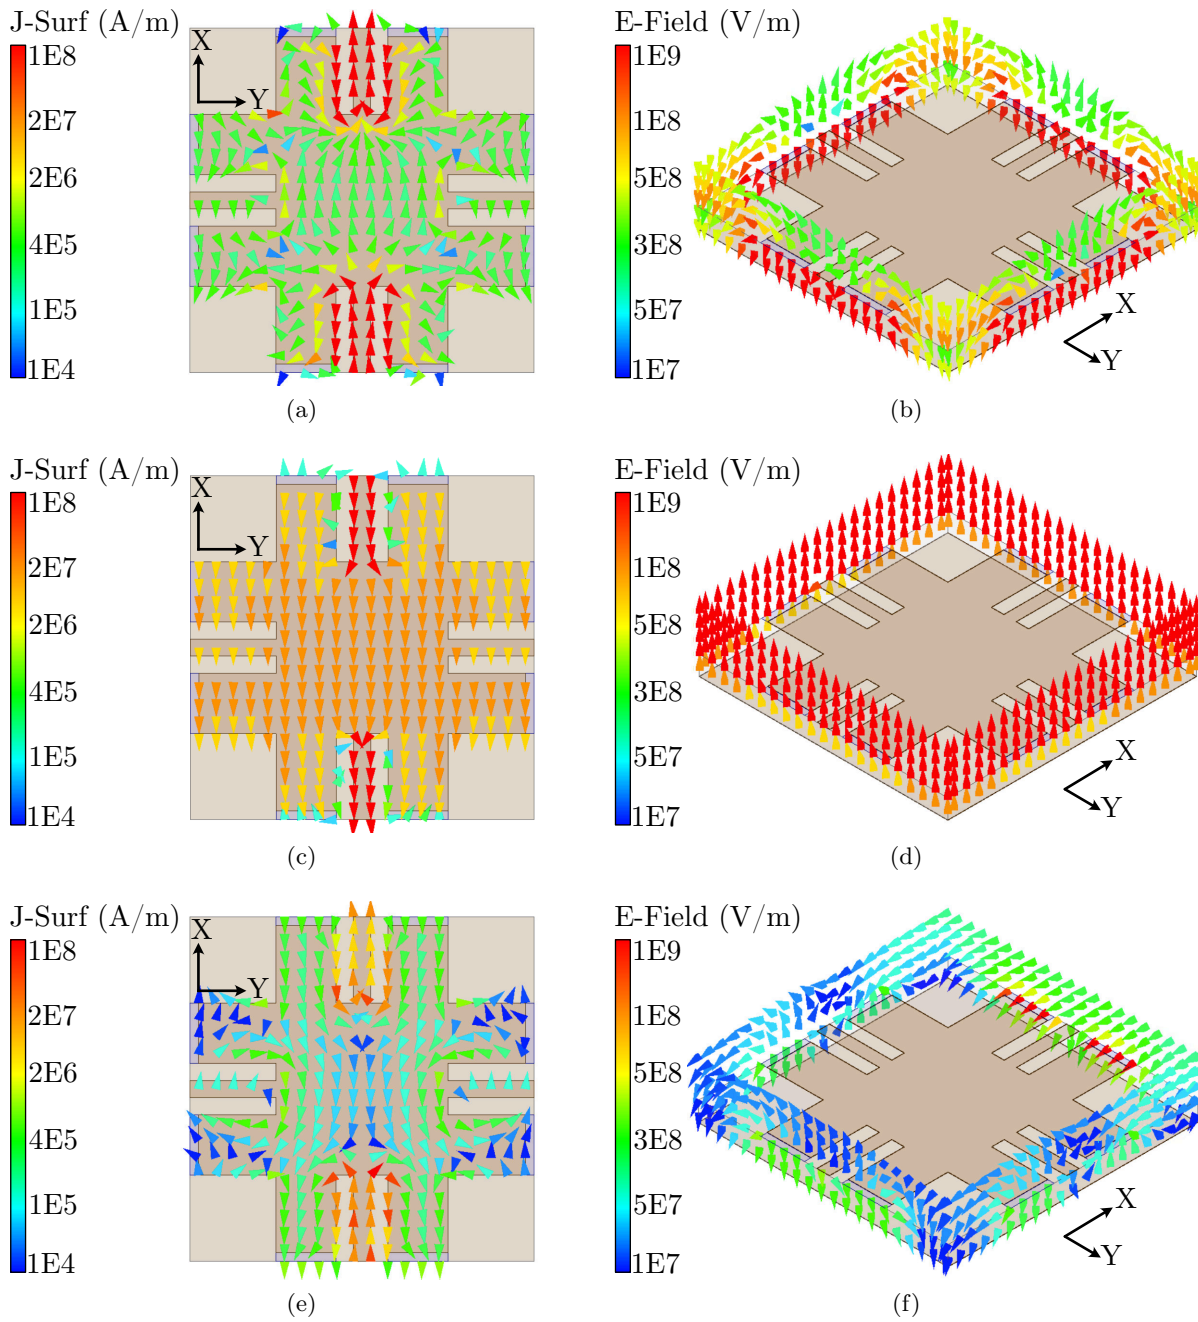 J-Surf (A/m)
1E8
2E7
2E6
4E5
1E5
1E4
X
Y
(a)
E-Field (V/m)
1E9
1E8
5E8
3E8
5E7
1E7
X
Y
(b)
J-Surf (A/m)
1E8
2E7
2E6
4E5
1E5
1E4
X
Y
(c)
E-Field (V/m)
1E9
1E8
5E8
3E8
5E7
1E7
X
Y
(d)
J-Surf (A/m)
1E8
2E7
2E6
4E5
1E5
1E4
X
Y
(e)
E-Field (V/m)
1E9
1E8
5E8
3E8
5E7
1E7
X
Y
(f)